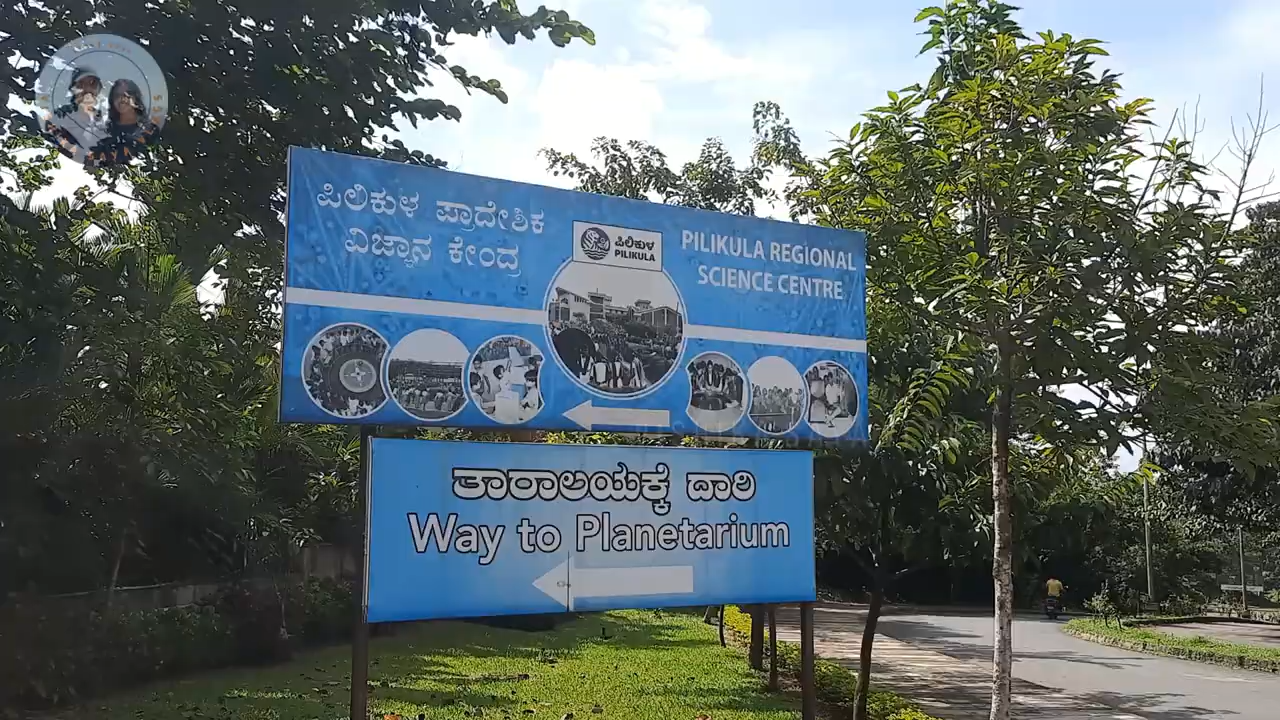 ಪಿಲಿಕುಳ ಪ್ರಾದೇಶಿಕ
ವಿಜ್ಞಾನ ಕೇಂದ್ರ
ಪಿಲಿಕುಳ
PILIKULA
PILIKULA REGIONAL
SCIENCE CENTRE
ತಾರಾಲಯಕ್ಕೆ ದಾರಿ
Way to Planetarium